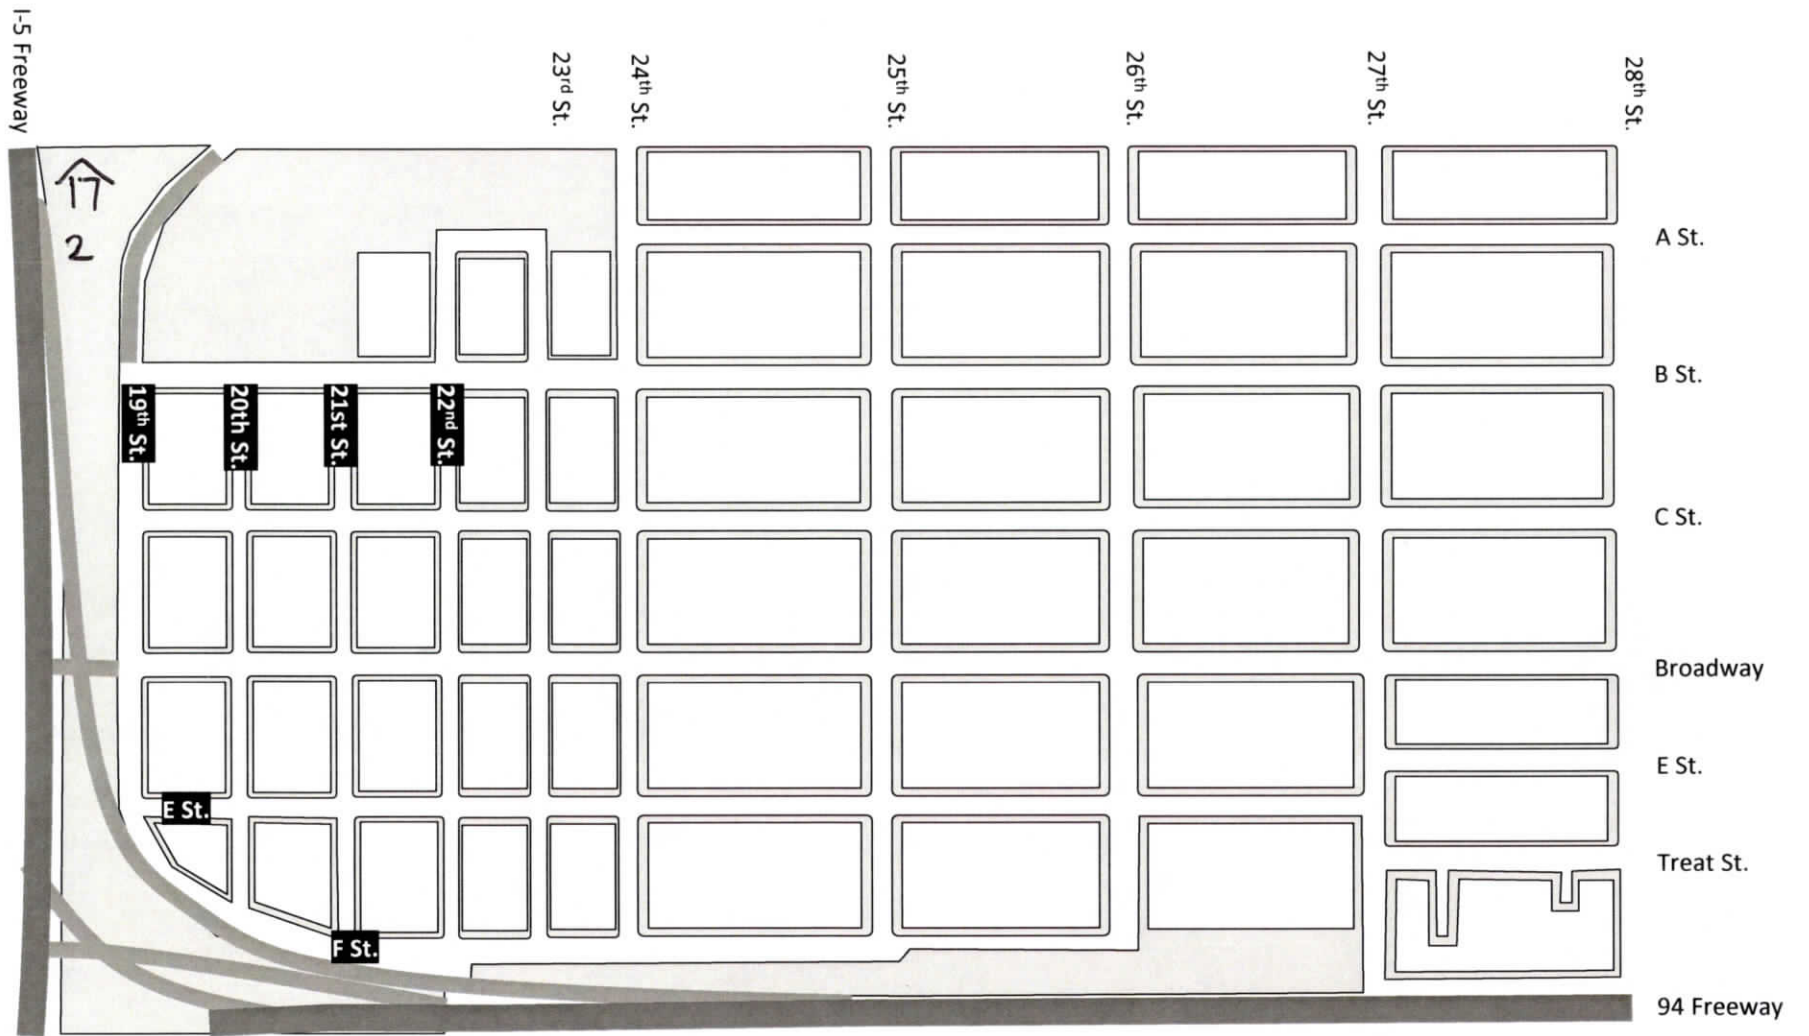 I-5 Freeway
23rd St.
24th St.
25th St.
26th St.
27th St.
28th St.
17
2
A St.
B St.
19th St.
20th St.
21st St.
22nd St.
C St.
Broadway
E St.
E St.
Treat St.
F St.
94 Freeway